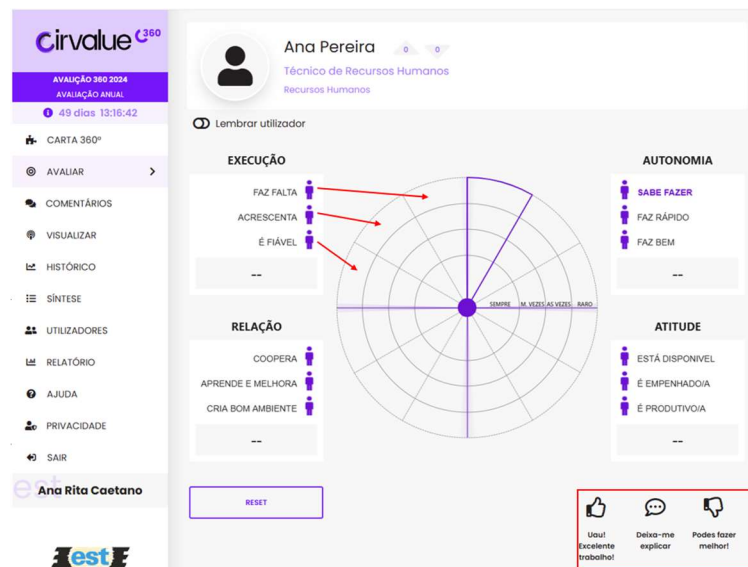 Cirvalue 360
AVALIÇÃO 360 2024
AVALIAÇÃO ANUAL
49 dias 13:16:42
CARTA 360º
AVALIAR
COMENTÁRIOS
VISUALIZAR
HISTÓRICO
SÍNTESE
UTILIZADORES
RELATÓRIO
AJUDA
PRIVACIDADE
SAIR
est
Ana Rita Caetano
est
Ana Pereira 0 0
Técnico de Recursos Humanos
Recursos Humanos
Lembrar utilizador
EXECUÇÃO
FAZ FALTA
ACRESCENTA
É FIÁVEL
--
AUTONOMIA
SABE FAZER
FAZ RÁPIDO
FAZ BEM
--
SEMPRE M. VEZES AS VEZES RARO
RELAÇÃO
COOPERA
APRENDE E MELHORA
CRIA BOM AMBIENTE
--
ATITUDE
ESTÁ DISPONIVEL
É EMPENHADO/A
É PRODUTIVO/A
--
RESET
Uau!
Excelente
trabalho!
Deixa-me
explicar
Podes fazer
melhor!